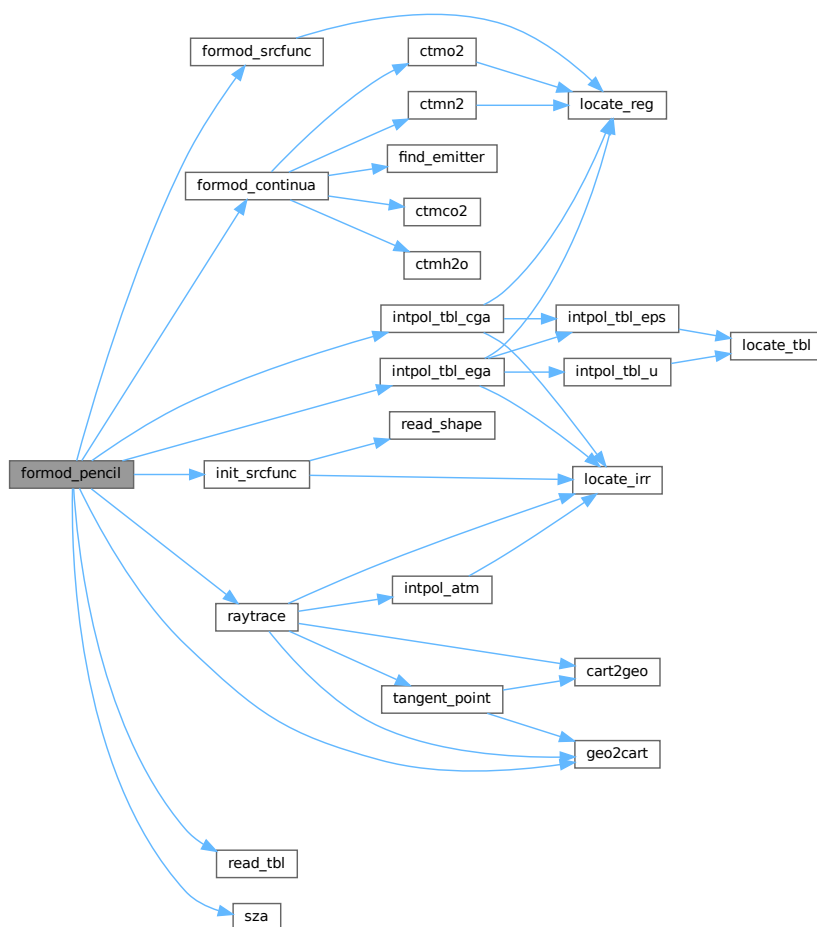 formod_srcfunc
ctmo2
ctmn2
locate_reg
find_emitter
formod_continua
ctmco2
ctmh2o
intpol_tbl_cga
intpol_tbl_eps
locate_tbl
intpol_tbl_ega
intpol_tbl_u
read_shape
formod_pencil
init_srcfunc
locate_irr
intpol_atm
raytrace
cart2geo
tangent_point
geo2cart
read_tbl
sza